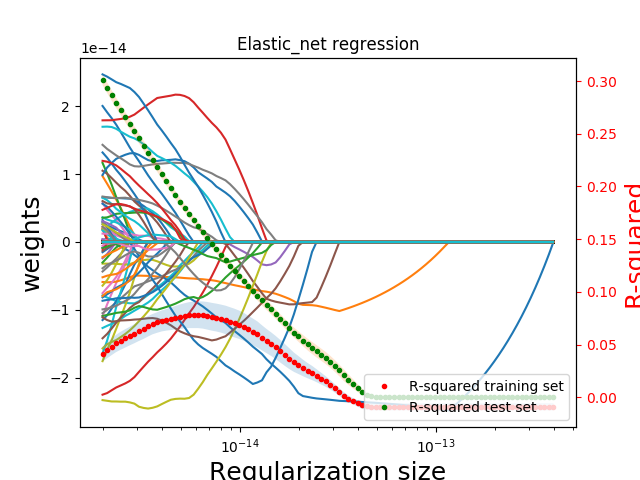 Elastic_net regression
1e−14
2
1
0
−1
−2
weights
0.30
0.25
0.20
0.15
0.10
0.05
0.00
R-squared
R-squared training set
R-squared test set
10−14
10−13
Regularization size